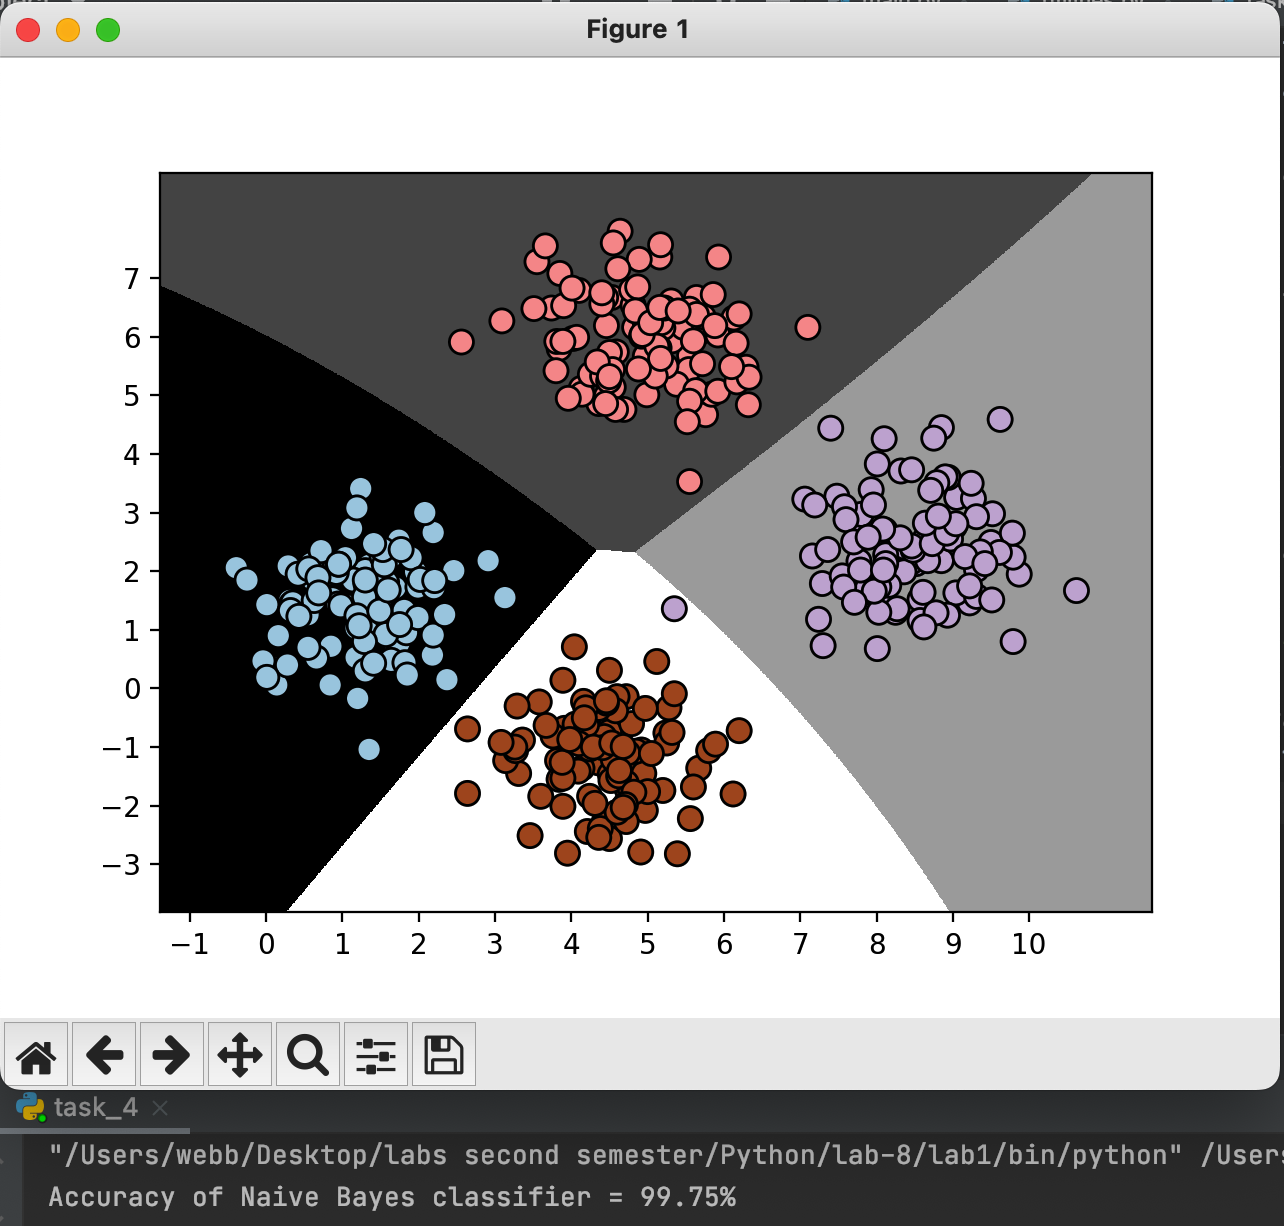 Figure 1
7
6
5
4
3
2
1
0
−1
−2
−3
−1 0 1 2 3 4 5 6 7 8 9 10
task_4
"/Users/webb/Desktop/labs second semester/Python/lab-8/lab1/bin/python" /Users
Accuracy of Naive Bayes classifier = 99.75%